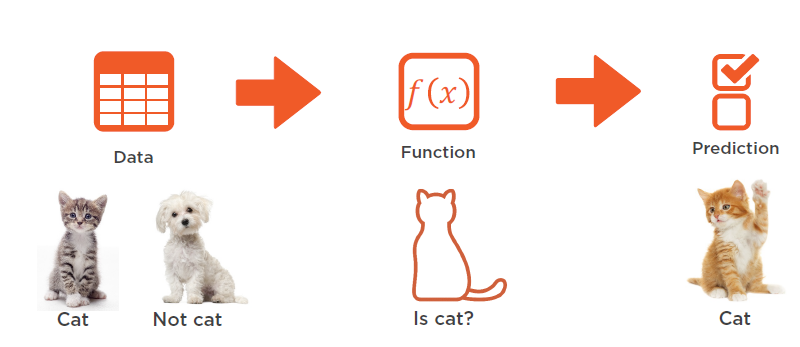 f(x)
Data
Function
Prediction
Cat
Not cat
Is cat?
Cat